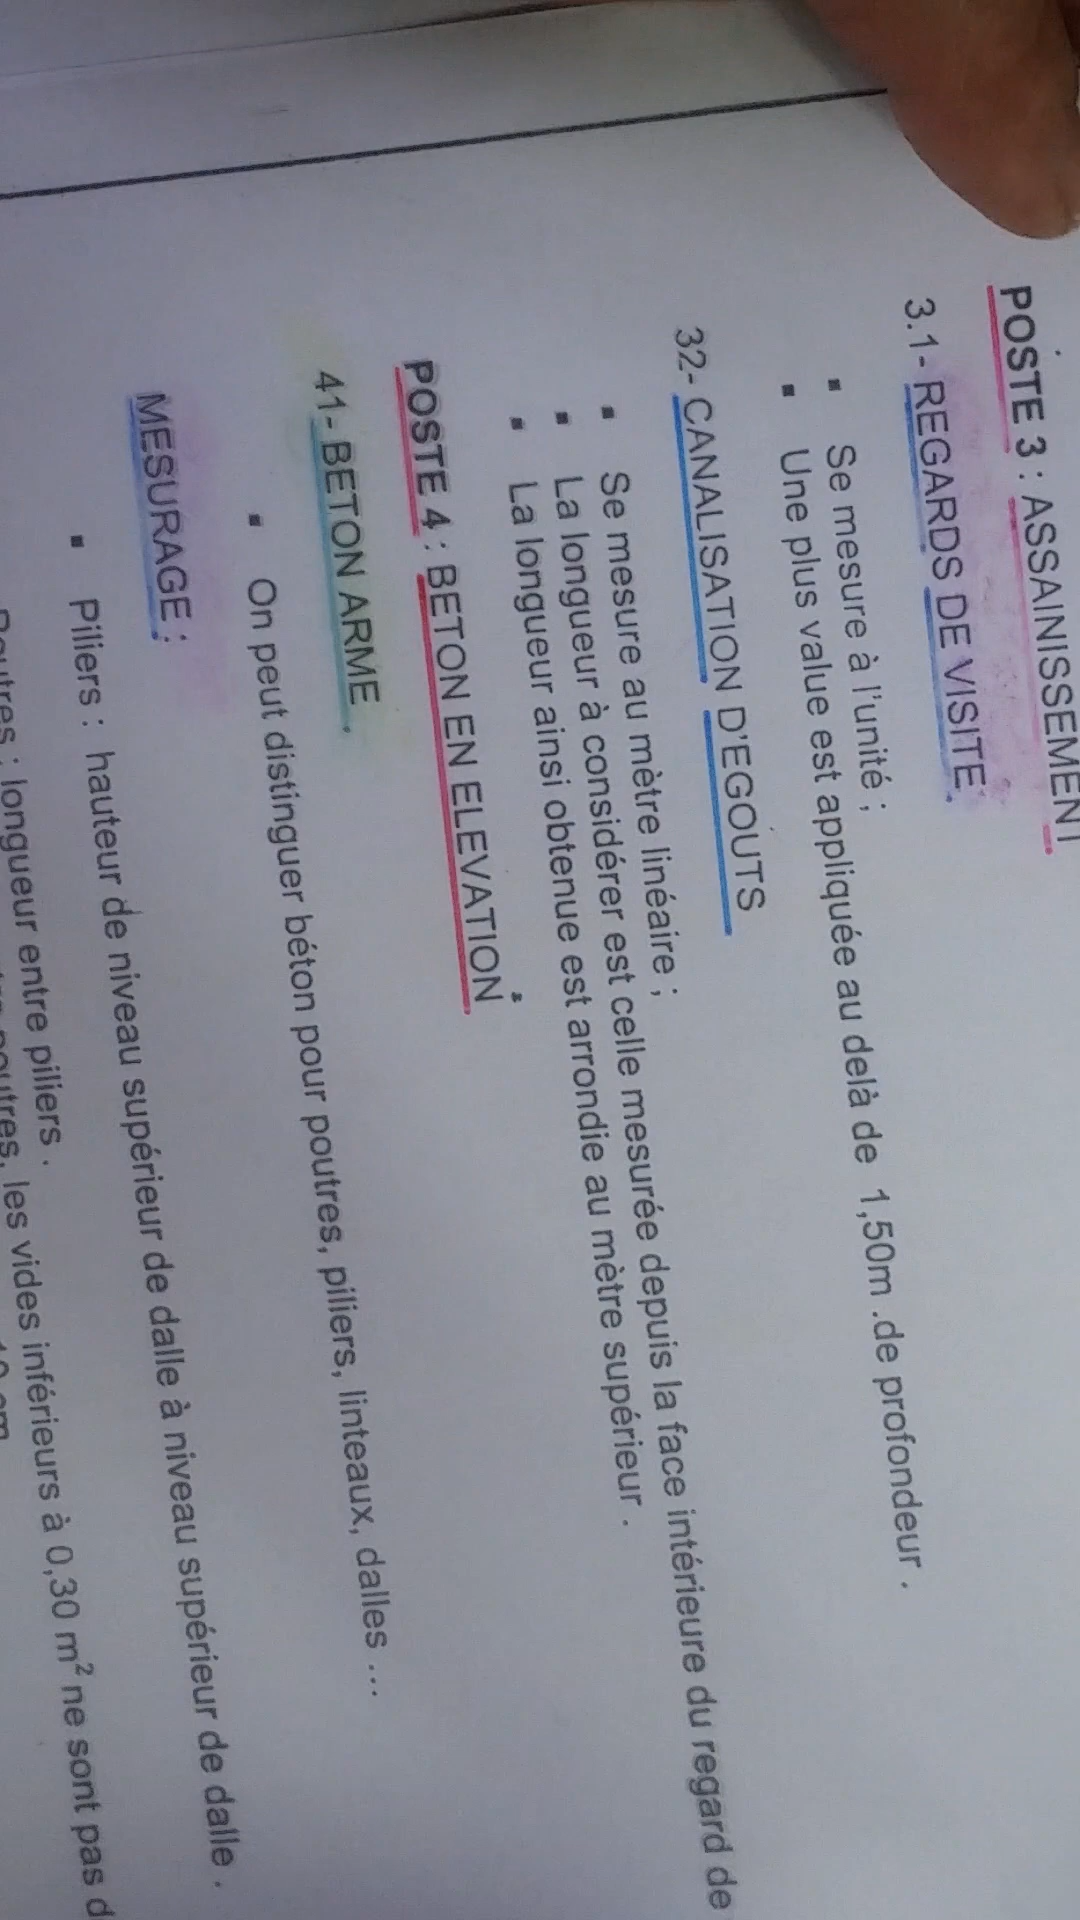 POSTE 3 : ASSAINISSEMENT
3.1- REGARDS DE VISITE
▪ Se mesure à l'unité ;
▪ Une plus value est appliquée au delà de 1,50m .de profondeur .
32- CANALISATION D'EGOUTS
▪ Se mesure au mètre linéaire ;
▪ La longueur à considérer est celle mesurée depuis la face intérieure du regard de
▪ La longueur ainsi obtenue est arrondie au mètre supérieur .
POSTE 4 : BETON EN ELEVATION
41- BETON ARME
▪ On peut distinguer béton pour poutres, piliers, linteaux, dalles ...
MESURAGE :
▪ Piliers : hauteur de niveau supérieur de dalle à niveau supérieur de dalle .
Poutres : longueur entre piliers .
poutres, les vides inférieurs à 0,30 m² ne sont pas